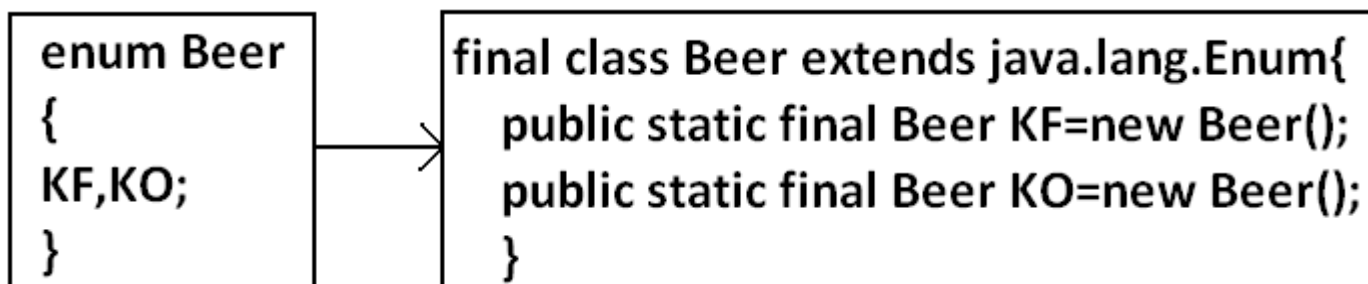 enum Beer
{
KF,KO;
}
final class Beer extends java.lang.Enum{
public static final Beer KF=new Beer();
public static final Beer KO=new Beer();
}